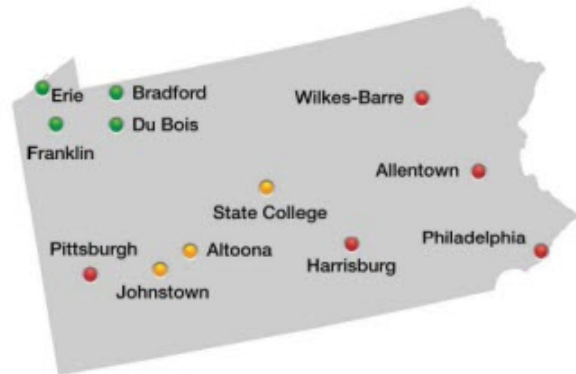 Erie
Bradford
Wilkes-Barre
Du Bois
Franklin
Allentown
State College
Philadelphia
Pittsburgh
Altoona
Harrisburg
Johnstown